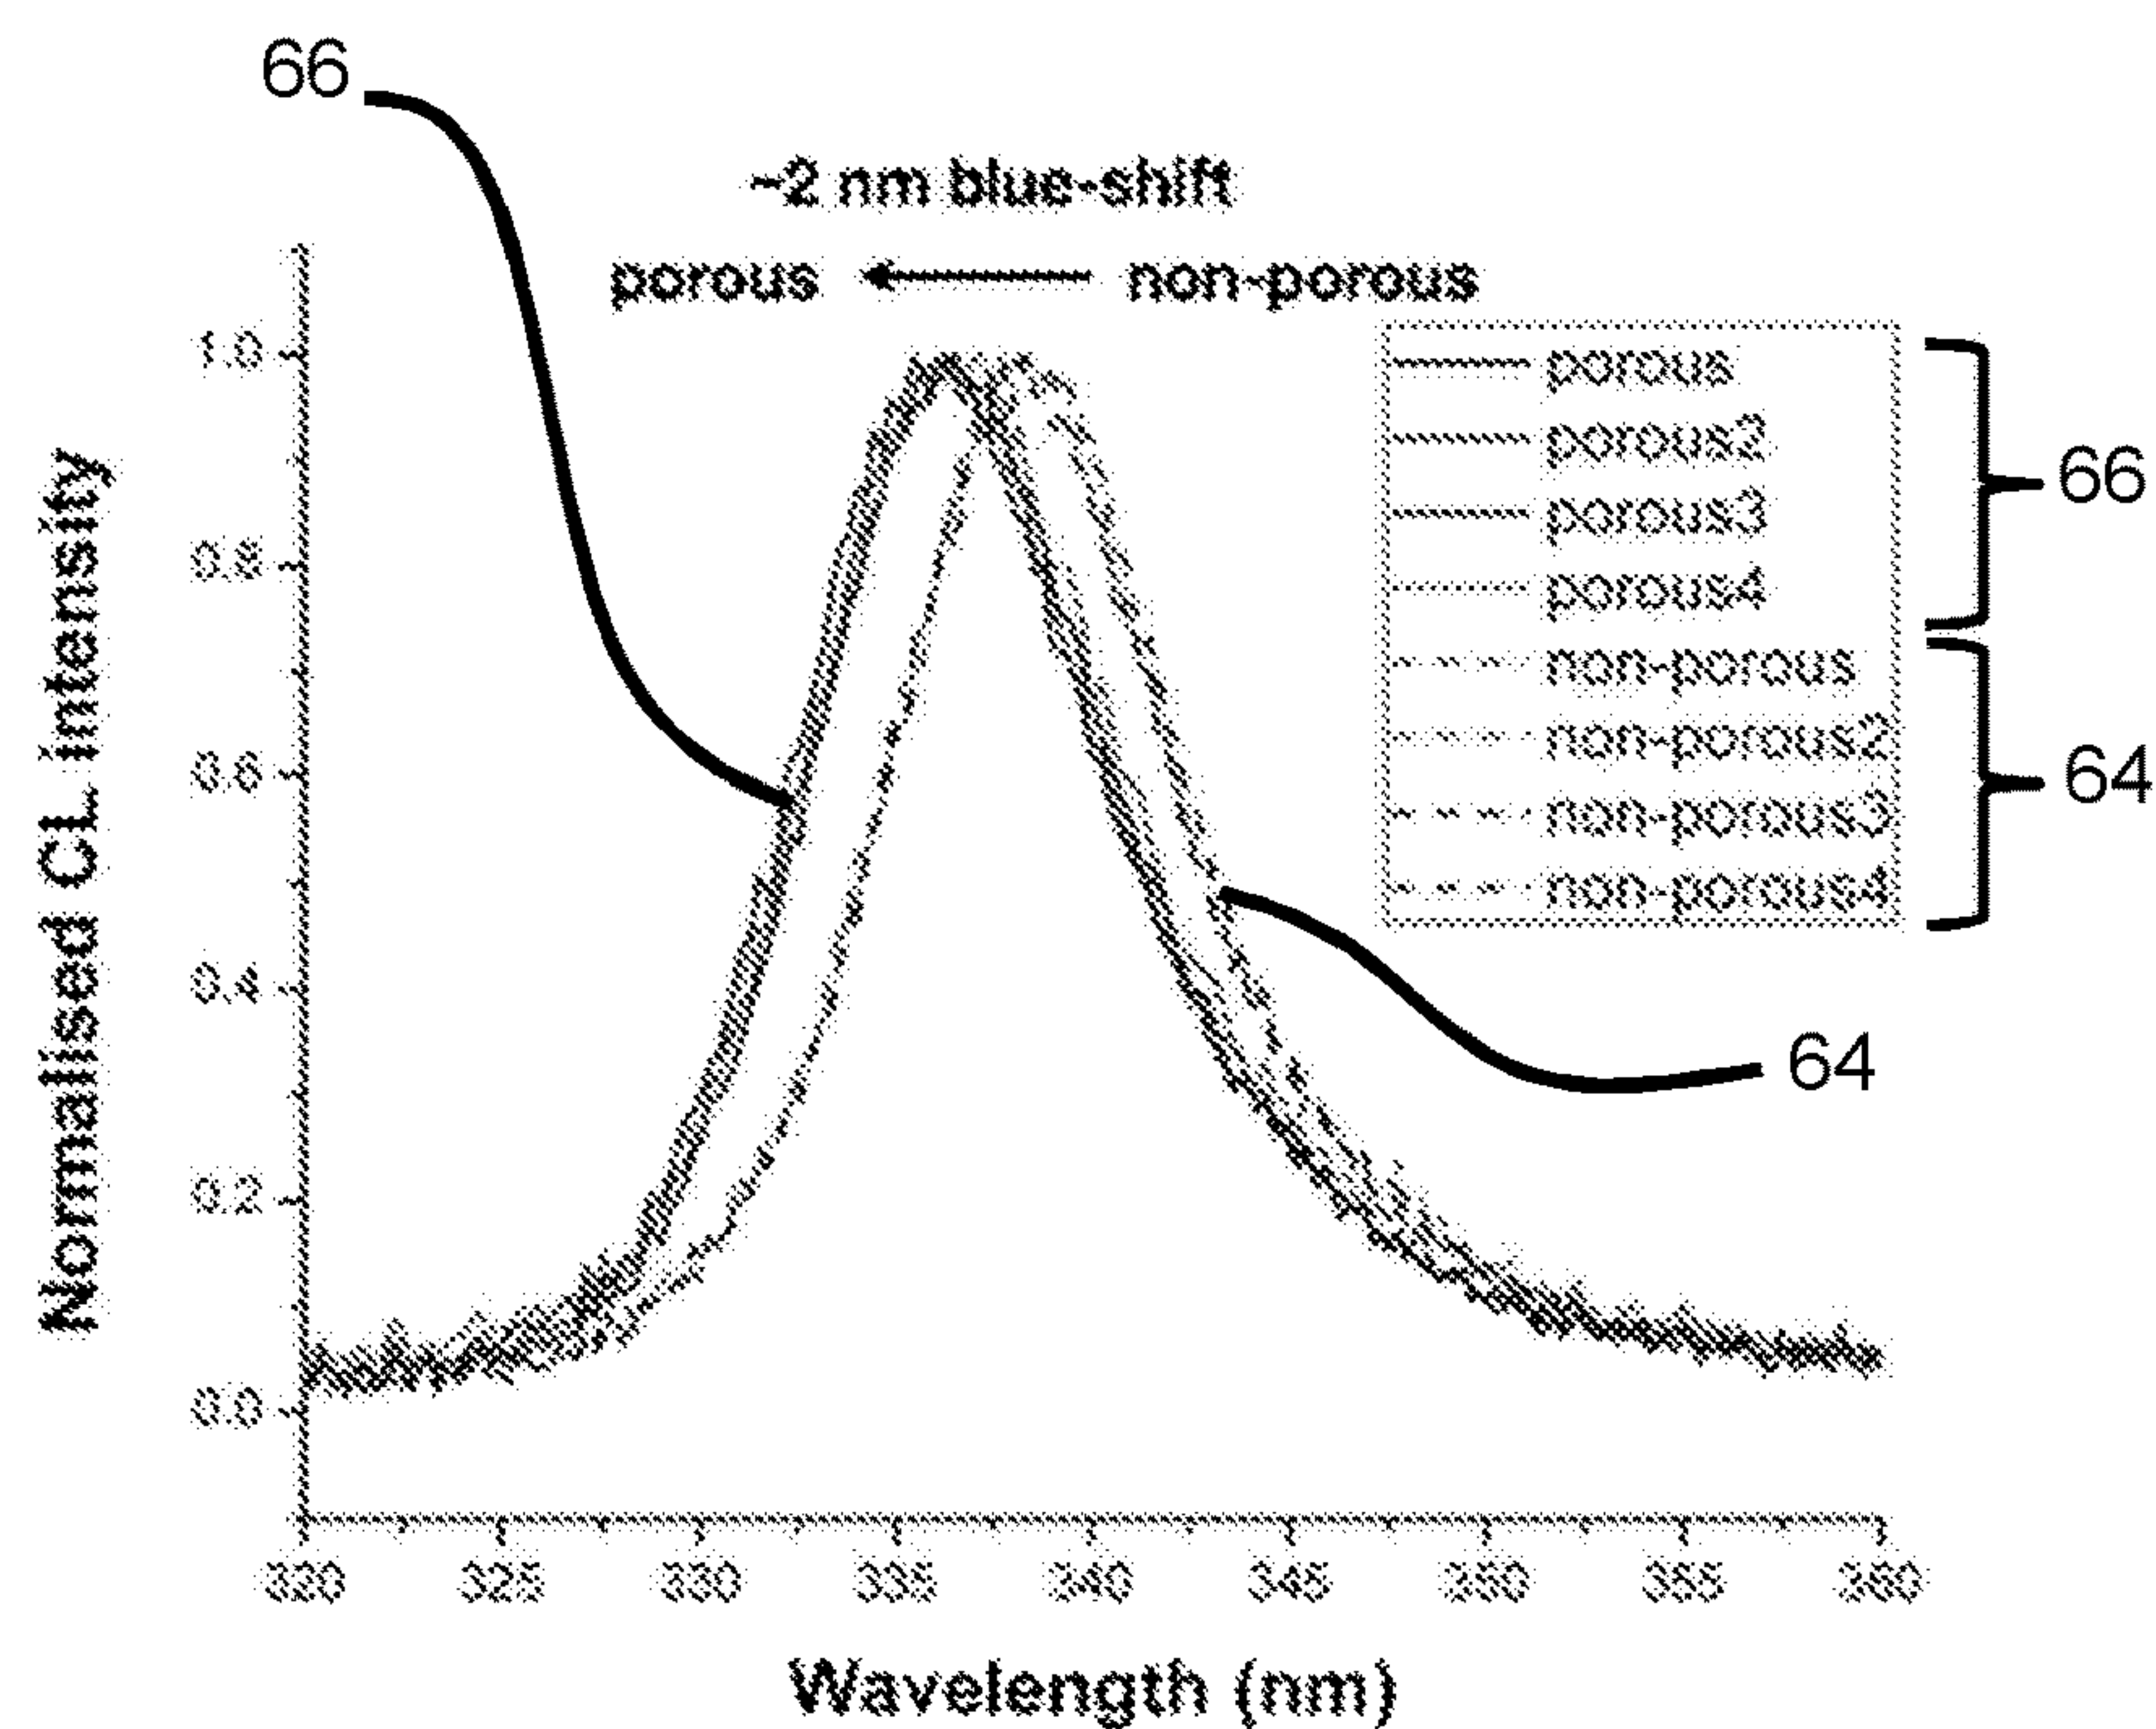 66
~2 nm blue-shift
porous
non-porous
1.0
0.8
0.6
0.4
0.2
0.0
Normalised CL intensity
porous
porous2
porous3
porous4
non-porous
non-porous2
non-porous3
non-porous4
66
64
64
320
325
330
335
340
345
350
355
360
Wavelength (nm)